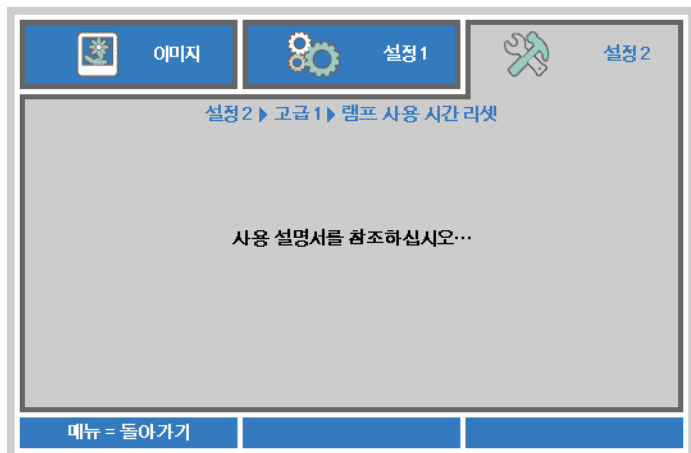 이미지
설정 1
설정 2
설정 2 ▶ 고급 1 ▶ 램프 사용 시간 리셋
사용 설명서를 참조하십시오…
메뉴 = 돌아가기